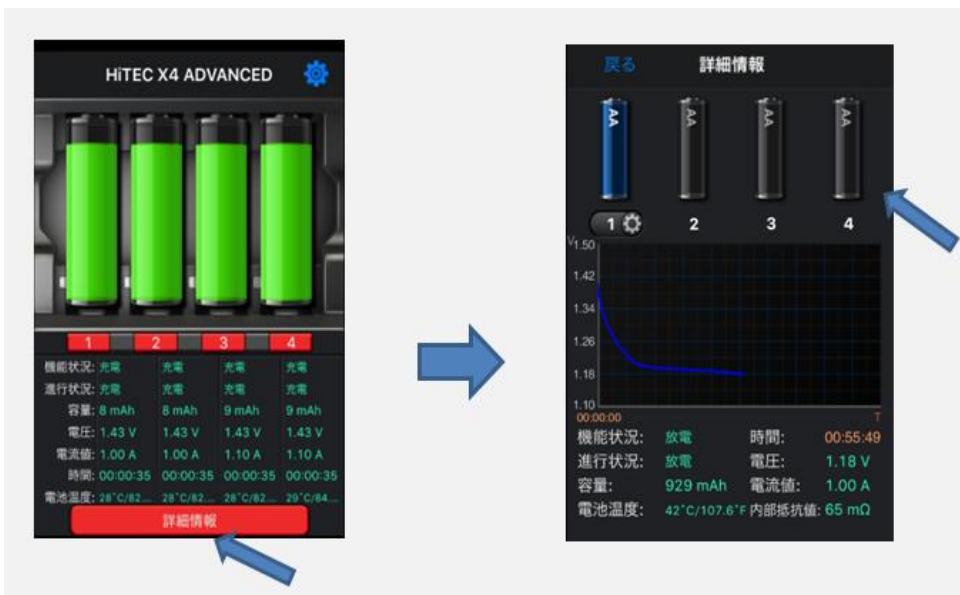 HiTEC X4 ADVANCED
1 2 3 4
機能状況: 充電 充電 充電 充電
進行状況: 充電 充電 充電 充電
容量: 8 mAh 8 mAh 9 mAh 9 mAh
電圧: 1.43 V 1.43 V 1.43 V 1.43 V
電流値: 1.00 A 1.00 A 1.10 A 1.10 A
時間: 00:00:35 00:00:35 00:00:35 00:00:35
電池温度: 28°C/82... 28°C/82... 28°C/82... 29°C/84...
詳細情報
戻る 詳細情報
AA AA AA AA
1 2 3 4
V
1.50
1.42
1.34
1.26
1.18
1.10
00:00:00 T
機能状況: 放電 時間: 00:55:49
進行状況: 放電 電圧: 1.18 V
容量: 929 mAh 電流値: 1.00 A
電池温度: 42°C/107.6°F 内部抵抗値: 65 mΩ